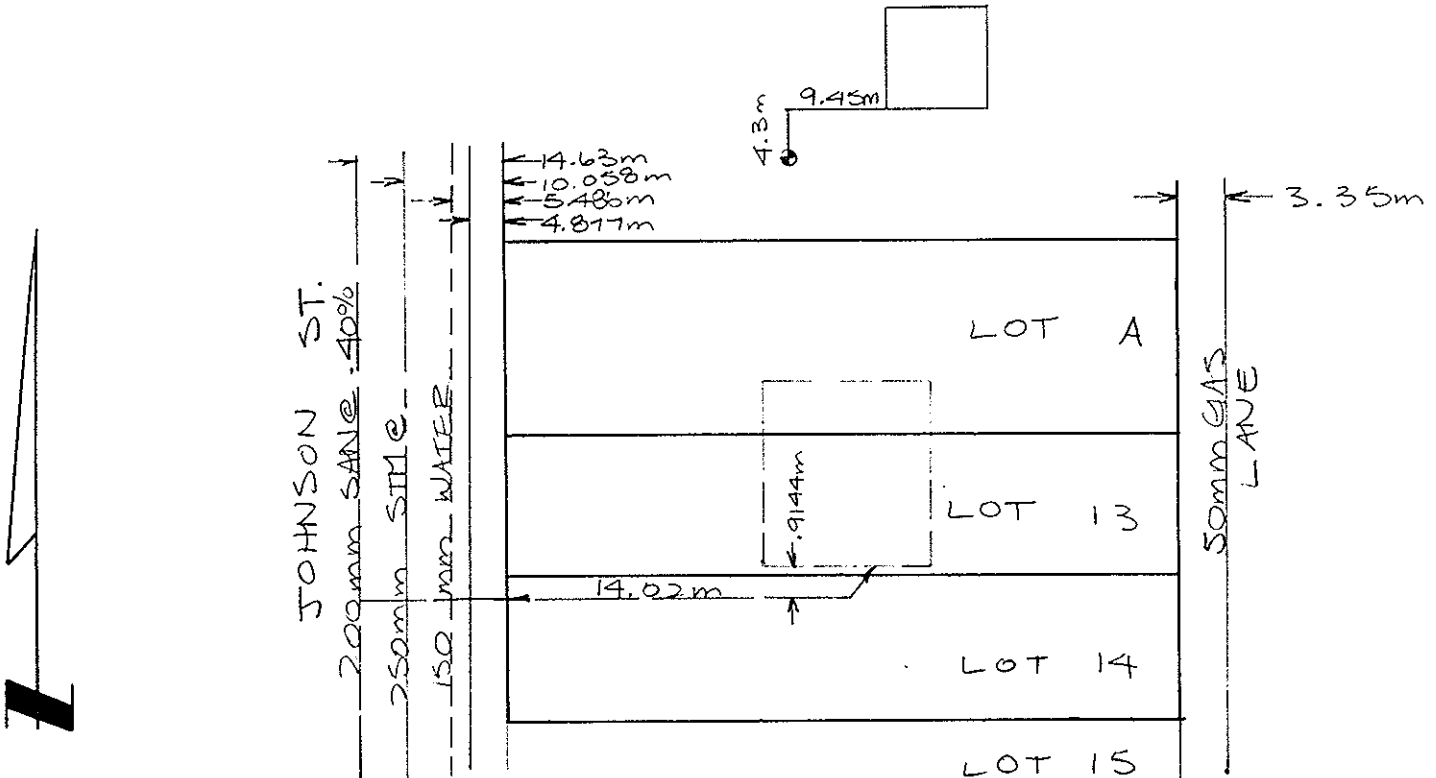 9.45m
4.3m
14.63m
10.058m
5.486m
4.877m
3.35m
JOHNSON ST.
200mm SAN@ .40%
250mm STM@
150 mm WATER
LOT A
LOT 13
.9144m
14.02m
LOT 14
LOT 15
50mm GAS
LANE